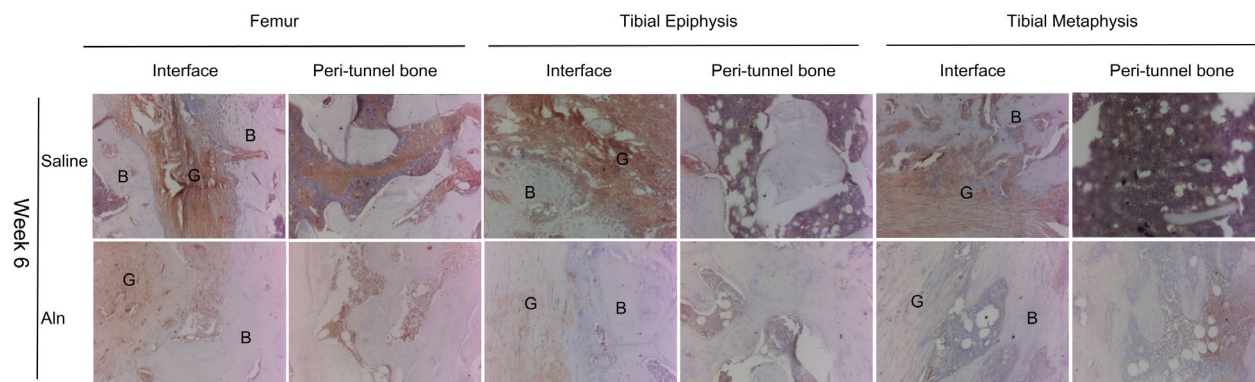 Femur Tibial Epiphysis Tibial Metaphysis
Interface Peri-tunnel bone Interface Peri-tunnel bone Interface Peri-tunnel bone
Week 6
Saline
B B G
G B
B G
Aln
G B
G B
G B